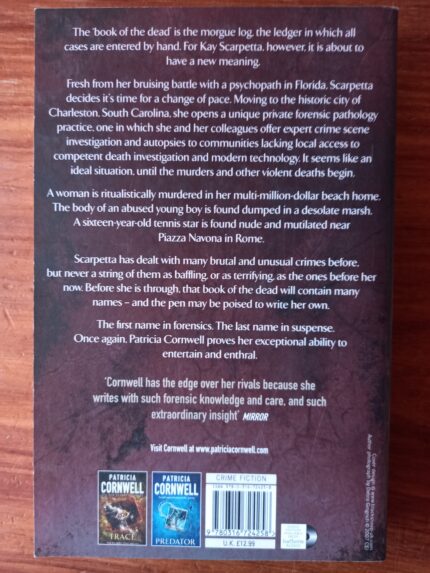 The 'book of the dead' is the morgue log, the ledger in which all
cases are entered by hand. For Kay Scarpetta, however, it is about to
have a new meaning.
Fresh from her bruising battle with a psychopath in Florida, Scarpetta
decides it's time for a change of pace. Moving to the historic city of
Charleston, South Carolina, she opens a unique private forensic pathology
practice, one in which she and her colleagues offer expert crime scene
investigation and autopsies to communities lacking local access to
competent death investigation and modern technology. It seems like an
ideal situation, until the murders and other violent deaths begin.
A woman is ritualistically murdered in her multi-million-dollar beach home.
The body of an abused young boy is found dumped in a desolate marsh.
A sixteen-year-old tennis star is found nude and mutilated near
Piazza Navona in Rome.
Scarpetta has dealt with many brutal and unusual crimes before,
but never a string of them as baffling, or as terrifying, as the ones before her
now. Before she is through, that book of the dead will contain many
names – and the pen may be poised to write her own.
The first name in forensics. The last name in suspense.
Once again, Patricia Cornwell proves her exceptional ability to
entertain and enthral.
'Cornwell has the edge over her rivals because she
writes with such forensic knowledge and care, and such
extraordinary insight' MIRROR
Visit Cornwell at www.patriciacornwell.com
PATRICIA
CORNWELL
TRACE
PATRICIA
CORNWELL
PREDATOR
CRIME FICTION
9 780316 724258
U.K. £12.99